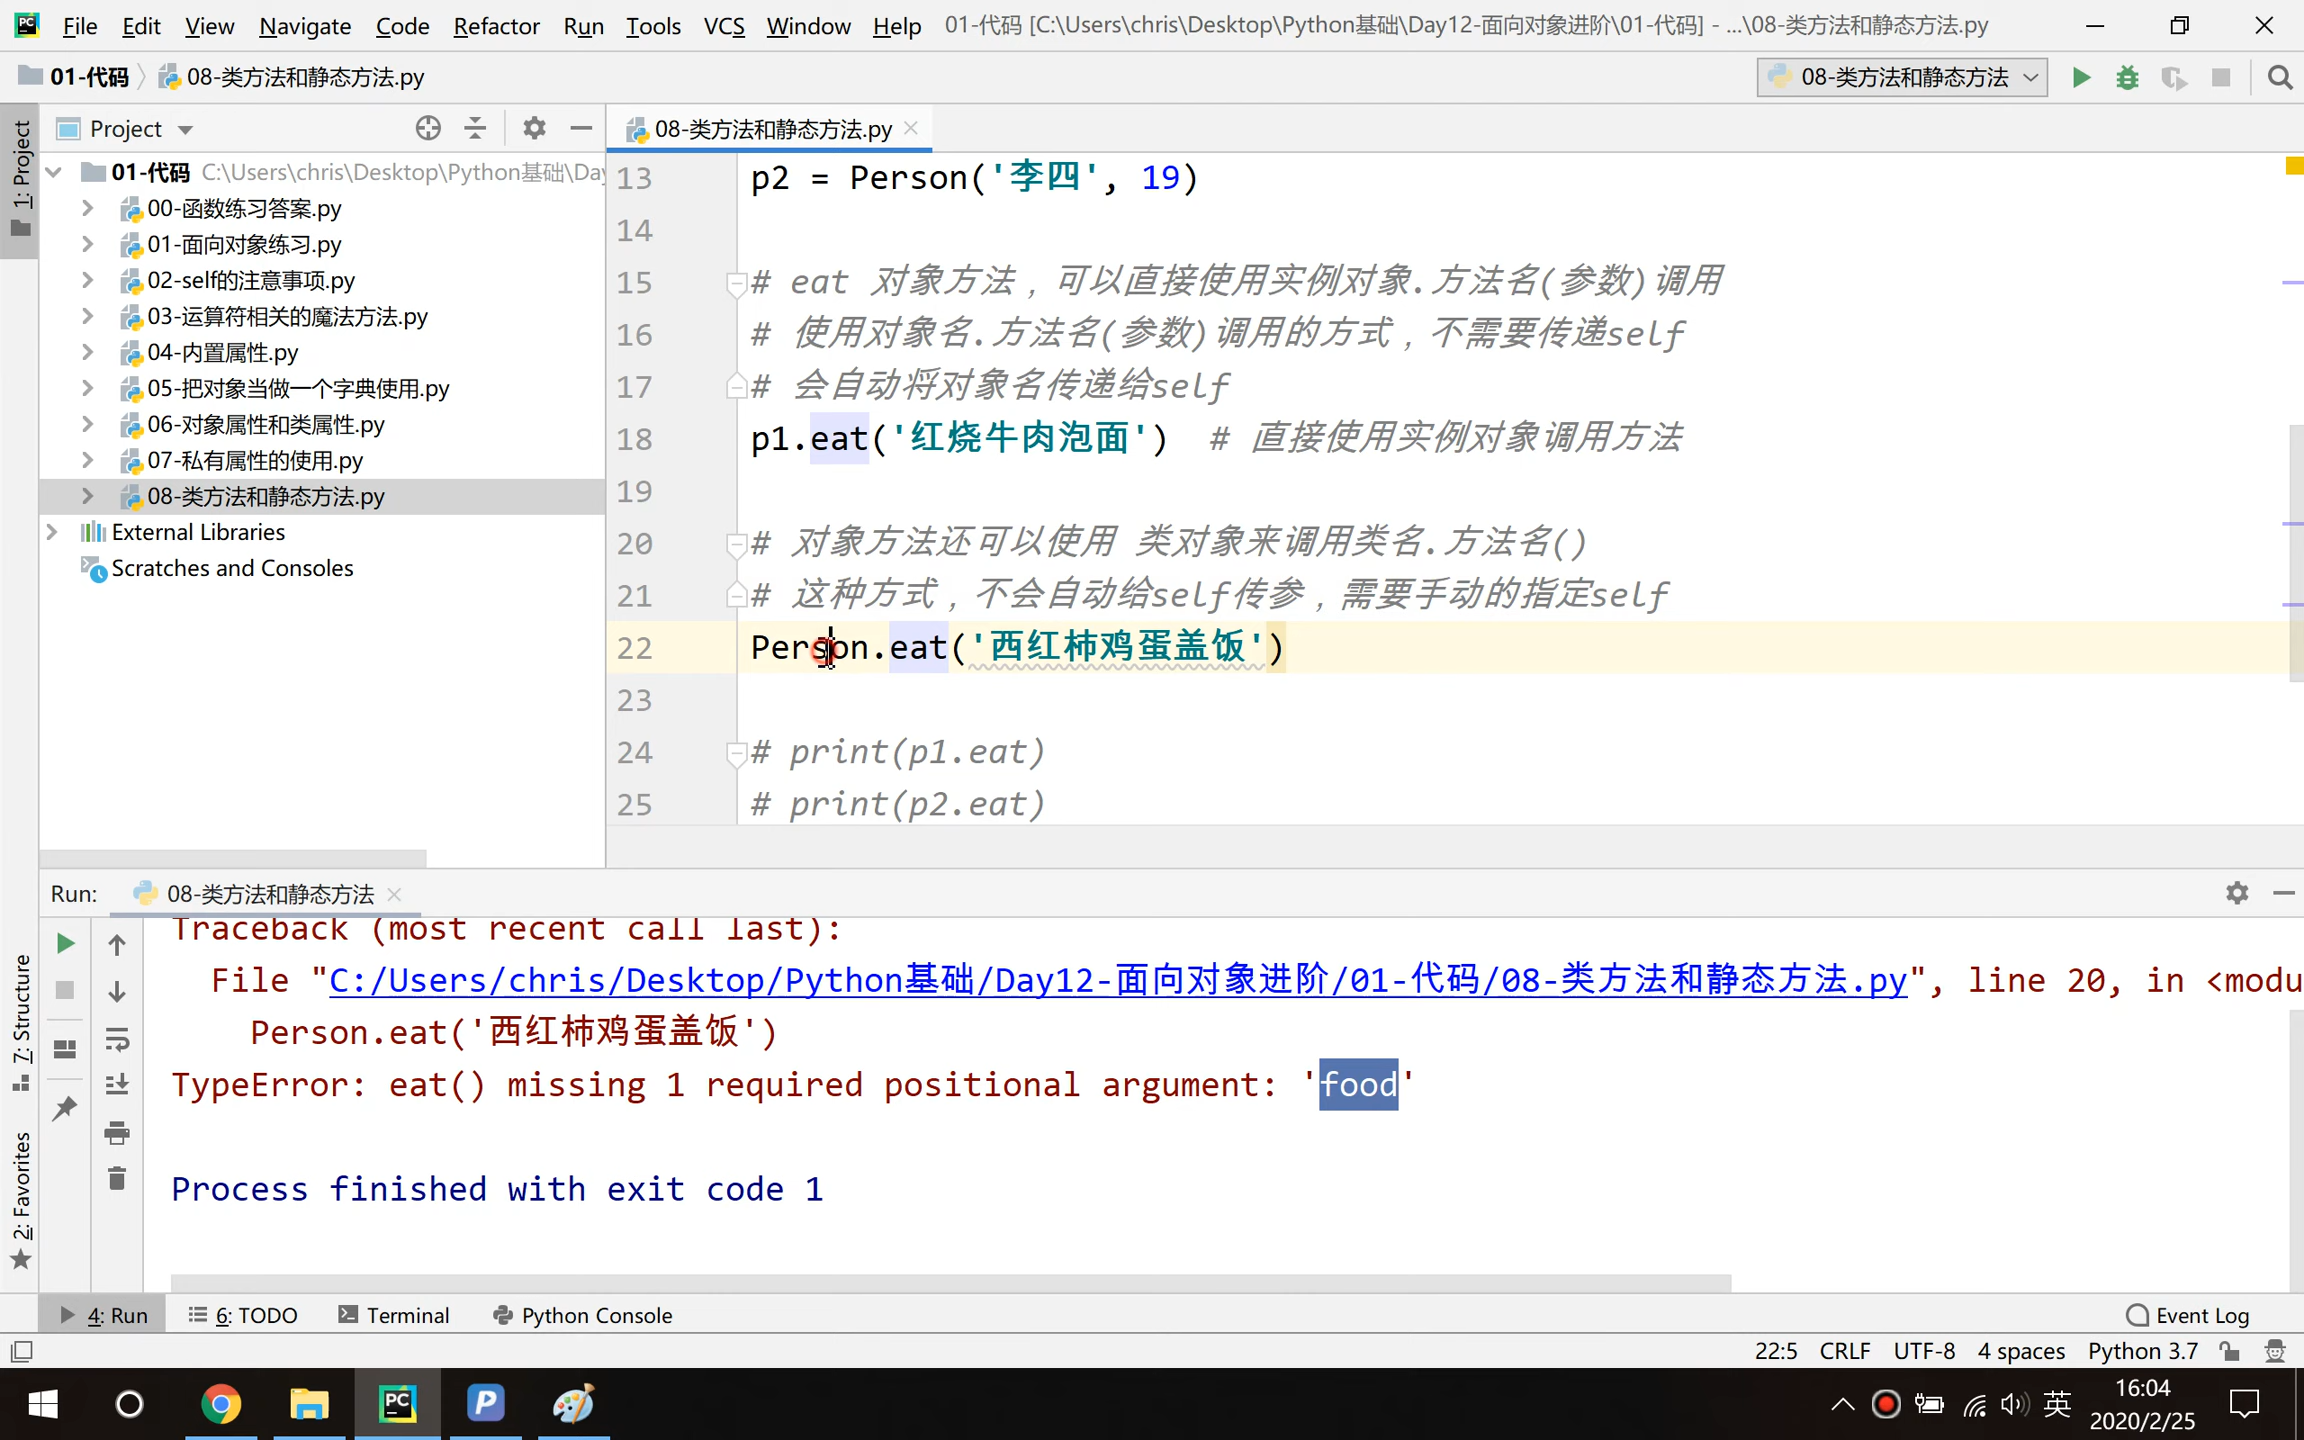 File Edit View Navigate Code Refactor Run Tools VCS Window Help 01-代码 [C:\Users\chris\Desktop\Python基础\Day12-面向对象进阶\01-代码] - ...\08-类方法和静态方法.py
01-代码 08-类方法和静态方法.py 08-类方法和静态方法
1: Project
Project
08-类方法和静态方法.py
01-代码 C:\Users\chris\Desktop\Python基础\Da
00-函数练习答案.py
01-面向对象练习.py
02-self的注意事项.py
03-运算符相关的魔法方法.py
04-内置属性.py
05-把对象当做一个字典使用.py
06-对象属性和类属性.py
07-私有属性的使用.py
08-类方法和静态方法.py
External Libraries
Scratches and Consoles
13 p2 = Person('李四', 19)
14
15 # eat 对象方法，可以直接使用实例对象.方法名(参数)调用
16 # 使用对象名.方法名(参数)调用的方式，不需要传递self
17 # 会自动将对象名传递给self
18 p1.eat('红烧牛肉泡面') # 直接使用实例对象调用方法
19
20 # 对象方法还可以使用 类对象来调用类名.方法名()
21 # 这种方式，不会自动给self传参，需要手动的指定self
22 Person.eat('西红柿鸡蛋盖饭')
23
24 # print(p1.eat)
25 # print(p2.eat)
Run: 08-类方法和静态方法
7: Structure
2: Favorites
Traceback (most recent call last):
File "C:/Users/chris/Desktop/Python基础/Day12-面向对象进阶/01-代码/08-类方法和静态方法.py", line 20, in <modu
Person.eat('西红柿鸡蛋盖饭')
TypeError: eat() missing 1 required positional argument: 'food'
Process finished with exit code 1
4: Run 6: TODO Terminal Python Console Event Log
22:5 CRLF UTF-8 4 spaces Python 3.7
英 16:04
2020/2/25